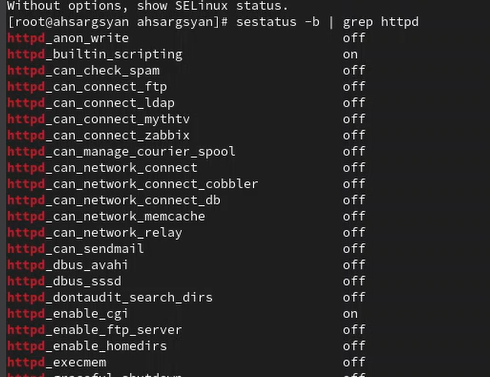 Without options, show SELinux status.
[root@ahsargsyan ahsargsyan]# sestatus -b | grep httpd
httpd_anon_write off
httpd_builtin_scripting on
httpd_can_check_spam off
httpd_can_connect_ftp off
httpd_can_connect_ldap off
httpd_can_connect_mythtv off
httpd_can_connect_zabbix off
httpd_can_manage_courier_spool off
httpd_can_network_connect off
httpd_can_network_connect_cobbler off
httpd_can_network_connect_db off
httpd_can_network_memcache off
httpd_can_network_relay off
httpd_can_sendmail off
httpd_dbus_avahi off
httpd_dbus_sssd off
httpd_dontaudit_search_dirs off
httpd_enable_cgi on
httpd_enable_ftp_server off
httpd_enable_homedirs off
httpd_execmem off
httpd_graceful_shutdown off